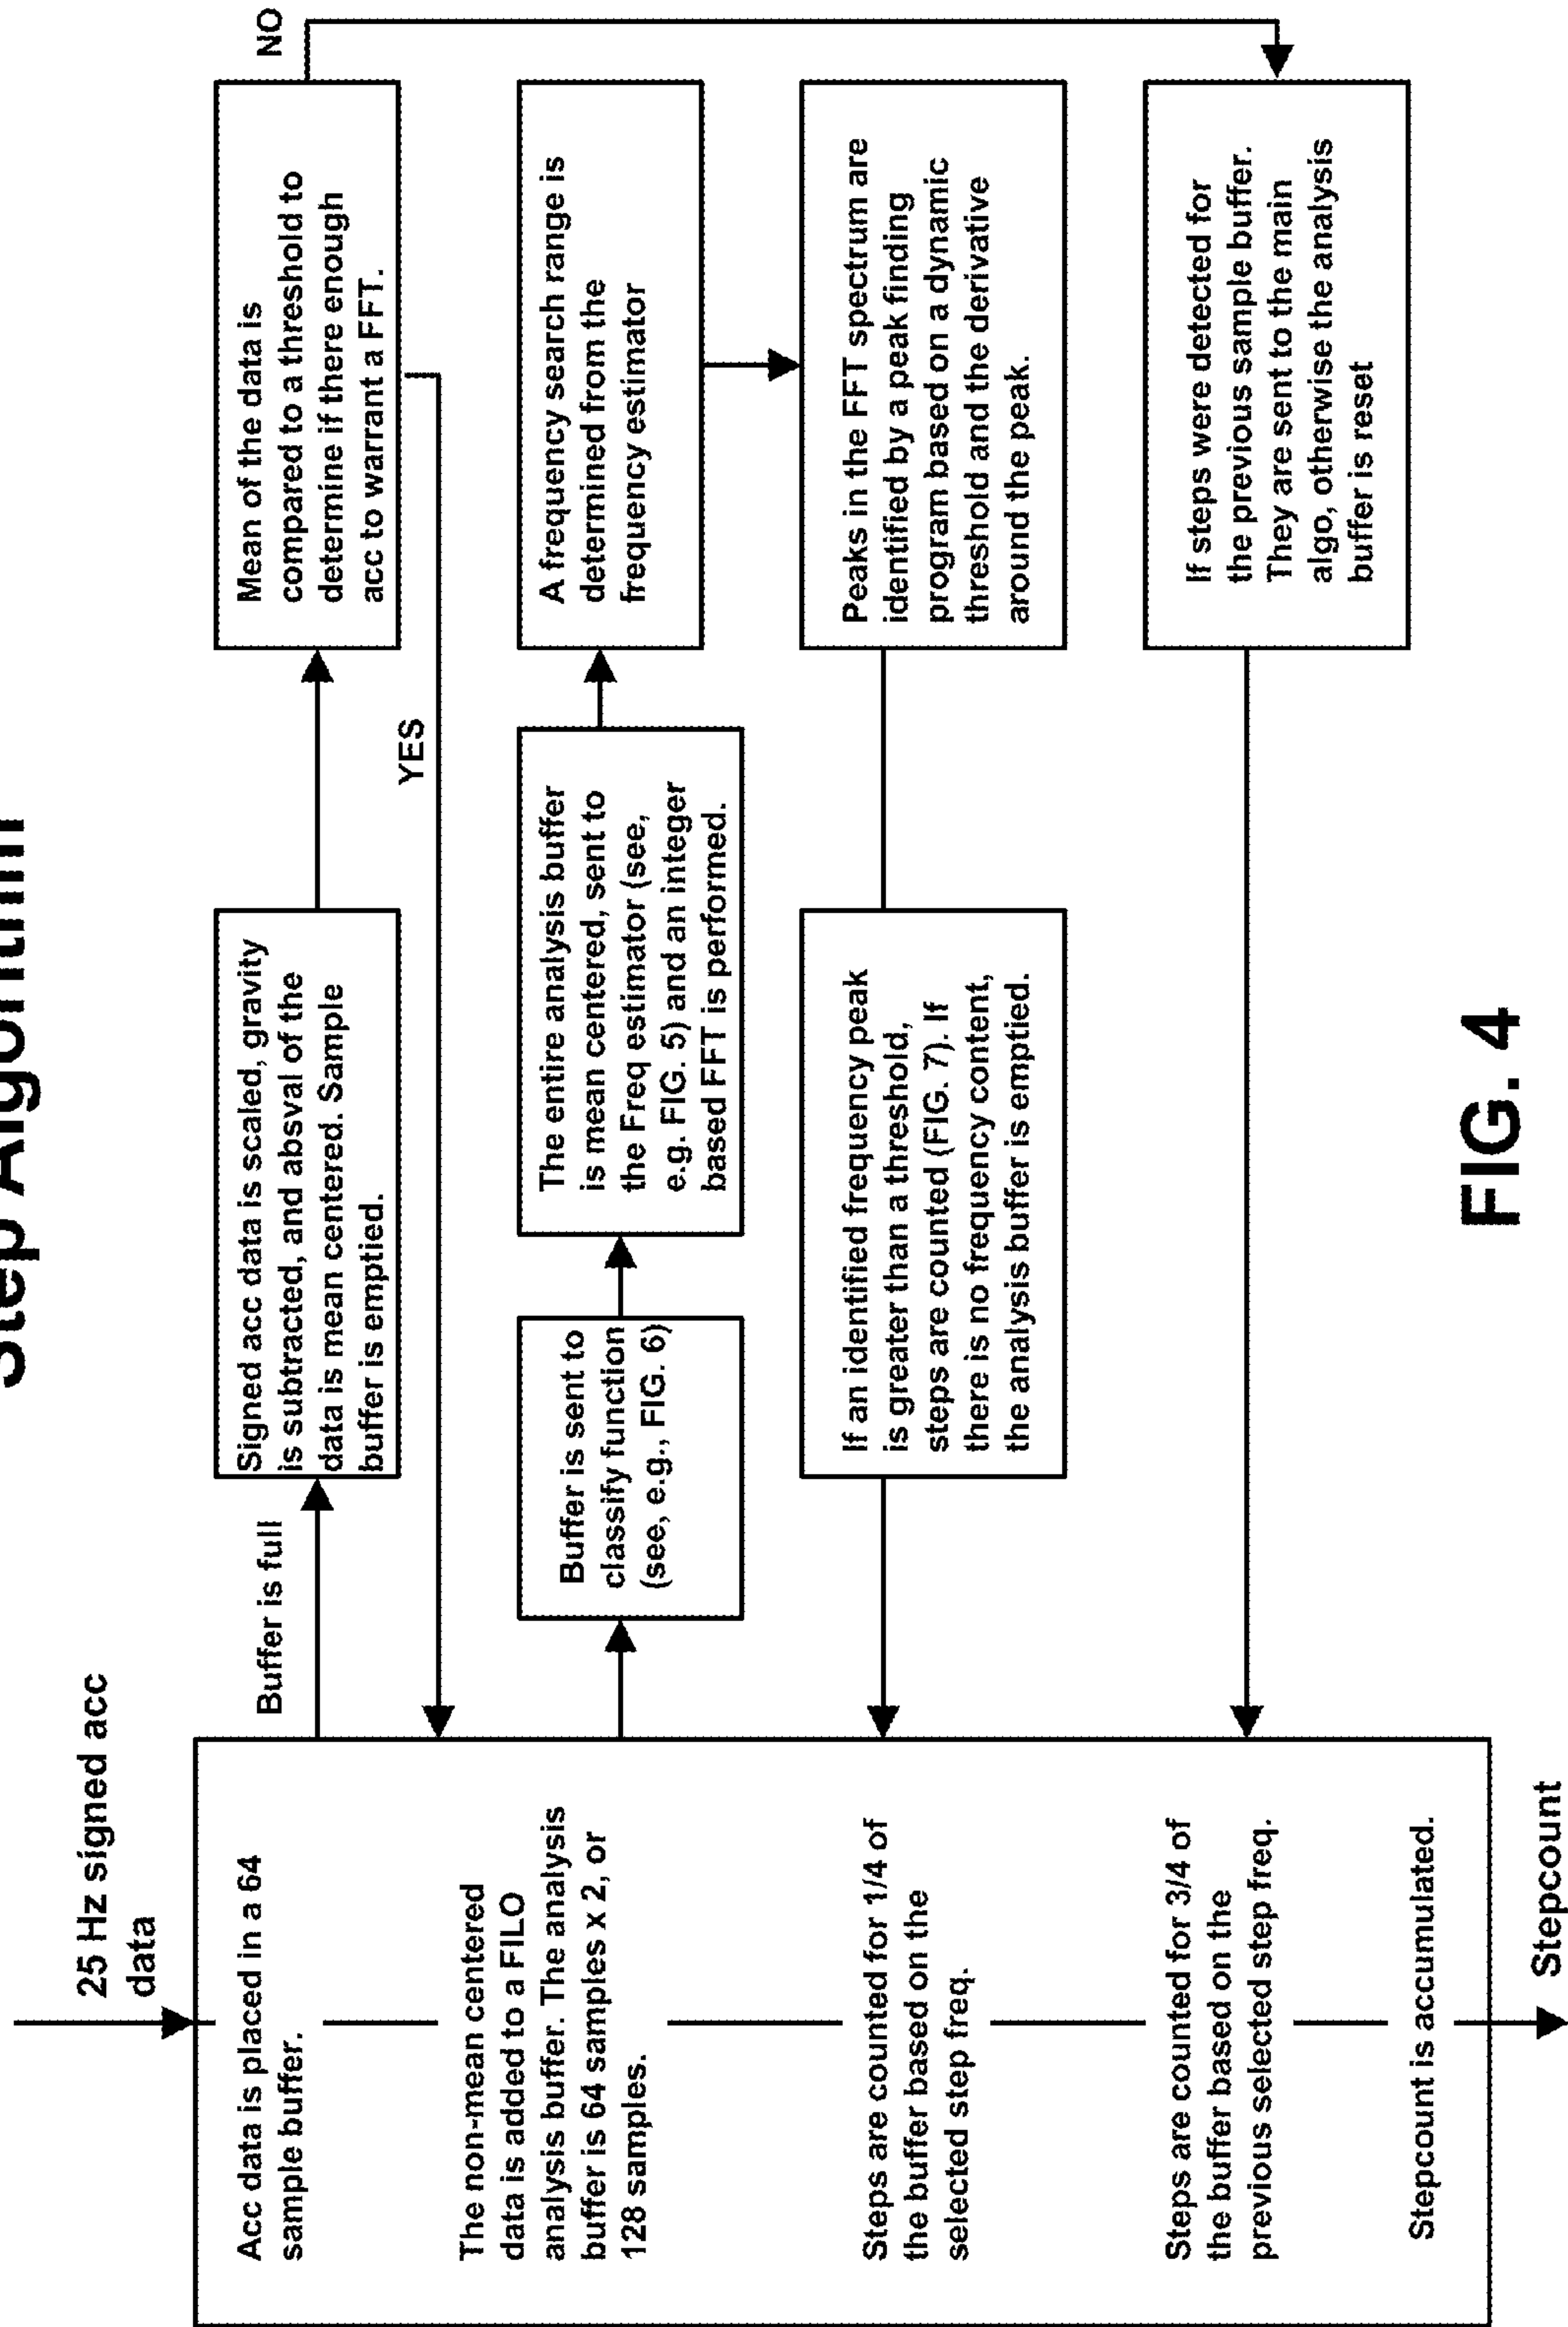 Step Algorithm
25 Hz signed acc
data
Acc data is placed in a 64
sample buffer.
The non-mean centered
data is added to a FILO
analysis buffer. The analysis
buffer is 64 samples x 2, or
128 samples.
Steps are counted for 1/4 of
the buffer based on the
selected step freq.
Steps are counted for 3/4 of
the buffer based on the
previous selected step freq.
Stepcount is accumulated.
Stepcount
Buffer is full
Signed acc data is scaled, gravity
is subtracted, and absval of the
data is mean centered. Sample
buffer is emptied.
Mean of the data is
compared to a threshold to
determine if there enough
acc to warrant a FFT.
NO
YES
Buffer is sent to
classify function
(see, e.g., FIG. 6)
The entire analysis buffer
is mean centered, sent to
the Freq estimator (see,
e.g. FIG. 5) and an integer
based FFT is performed.
A frequency search range is
determined from the
frequency estimator
If an identified frequency peak
is greater than a threshold,
steps are counted (FIG. 7). If
there is no frequency content,
the analysis buffer is emptied.
Peaks in the FFT spectrum are
identified by a peak finding
program based on a dynamic
threshold and the derivative
around the peak.
If steps were detected for
the previous sample buffer.
They are sent to the main
algo, otherwise the analysis
buffer is reset
FIG. 4